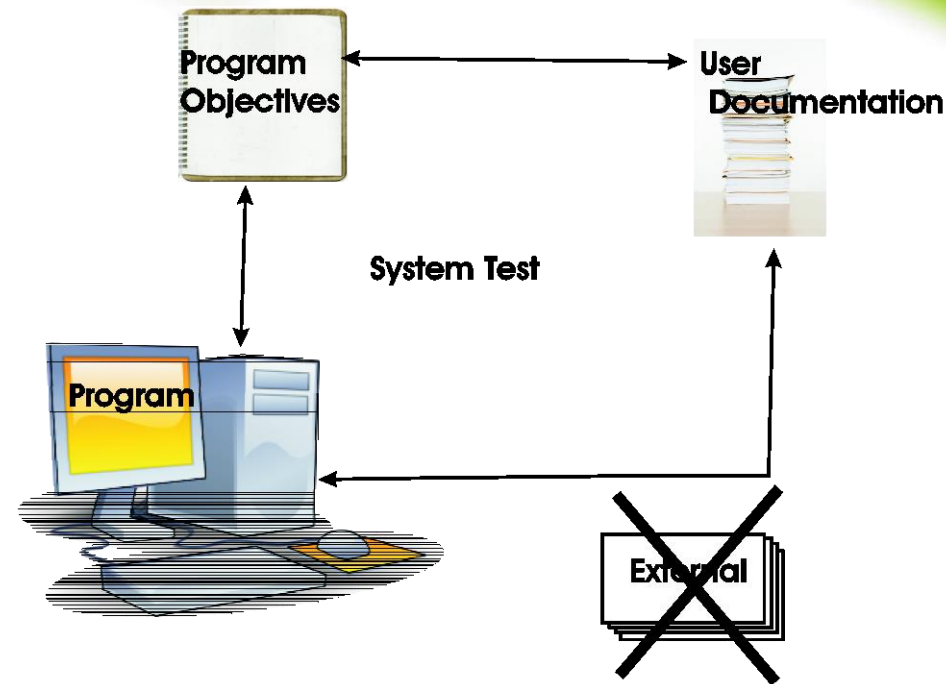 Program
Objectives
User
Documentation
System Test
Program
External